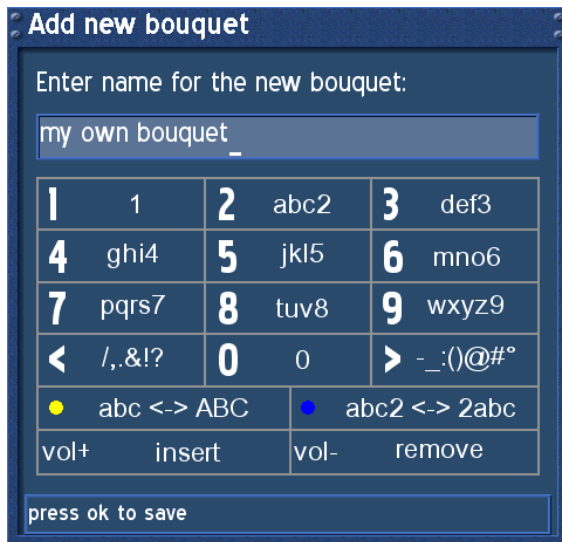 Add new bouquet
Enter name for the new bouquet:
my own bouquet_
1 1 2 abc2 3 def3
4 ghi4 5 jkl5 6 mno6
7 pqrs7 8 tuv8 9 wxyz9
< /,.&!? 0 0 > -_:()@#°
abc <-> ABC abc2 <-> 2abc
vol+ insert vol- remove
press ok to save